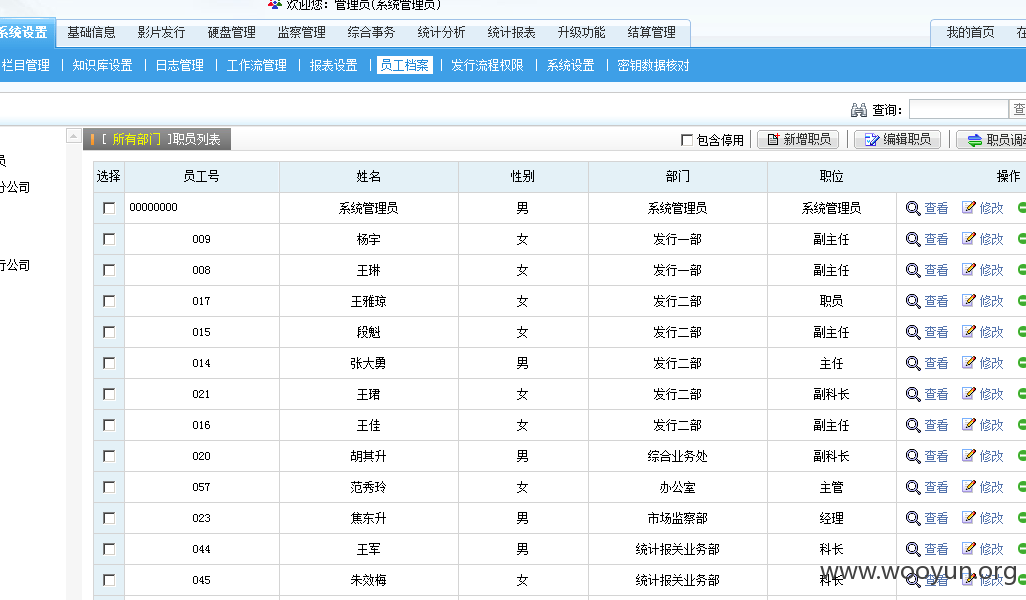 欢迎您: 管理员(系统管理员)
系统设置 基础信息 影片发行 硬盘管理 监察管理 综合事务 统计分析 统计报表 升级功能 结算管理 我的首页 在
栏目管理 | 知识库设置 | 日志管理 | 工作流管理 | 报表设置 | 员工档案 | 发行流程权限 | 系统设置 | 密钥数据核对
查询: 查
[ 所有部门 ]职员列表 包含停用 新增职员 编辑职员 职员调动
员
分公司
行公司
选择 员工号 姓名 性别 部门 职位 操作
00000000 系统管理员 男 系统管理员 系统管理员 查看 修改
009 杨宇 女 发行一部 副主任 查看 修改
008 王琳 女 发行一部 副主任 查看 修改
017 王雅琼 女 发行二部 职员 查看 修改
015 段魁 女 发行二部 副主任 查看 修改
014 张大勇 男 发行二部 主任 查看 修改
021 王珺 女 发行二部 副科长 查看 修改
016 王佳 女 发行二部 副主任 查看 修改
020 胡其升 男 综合业务处 副科长 查看 修改
057 范秀玲 女 办公室 主管 查看 修改
023 焦东升 男 市场监察部 经理 查看 修改
044 王军 男 统计报关业务部 科长 查看 修改
045 朱效梅 女 统计报关业务部 科长 查看 修改
www.wooyun.org